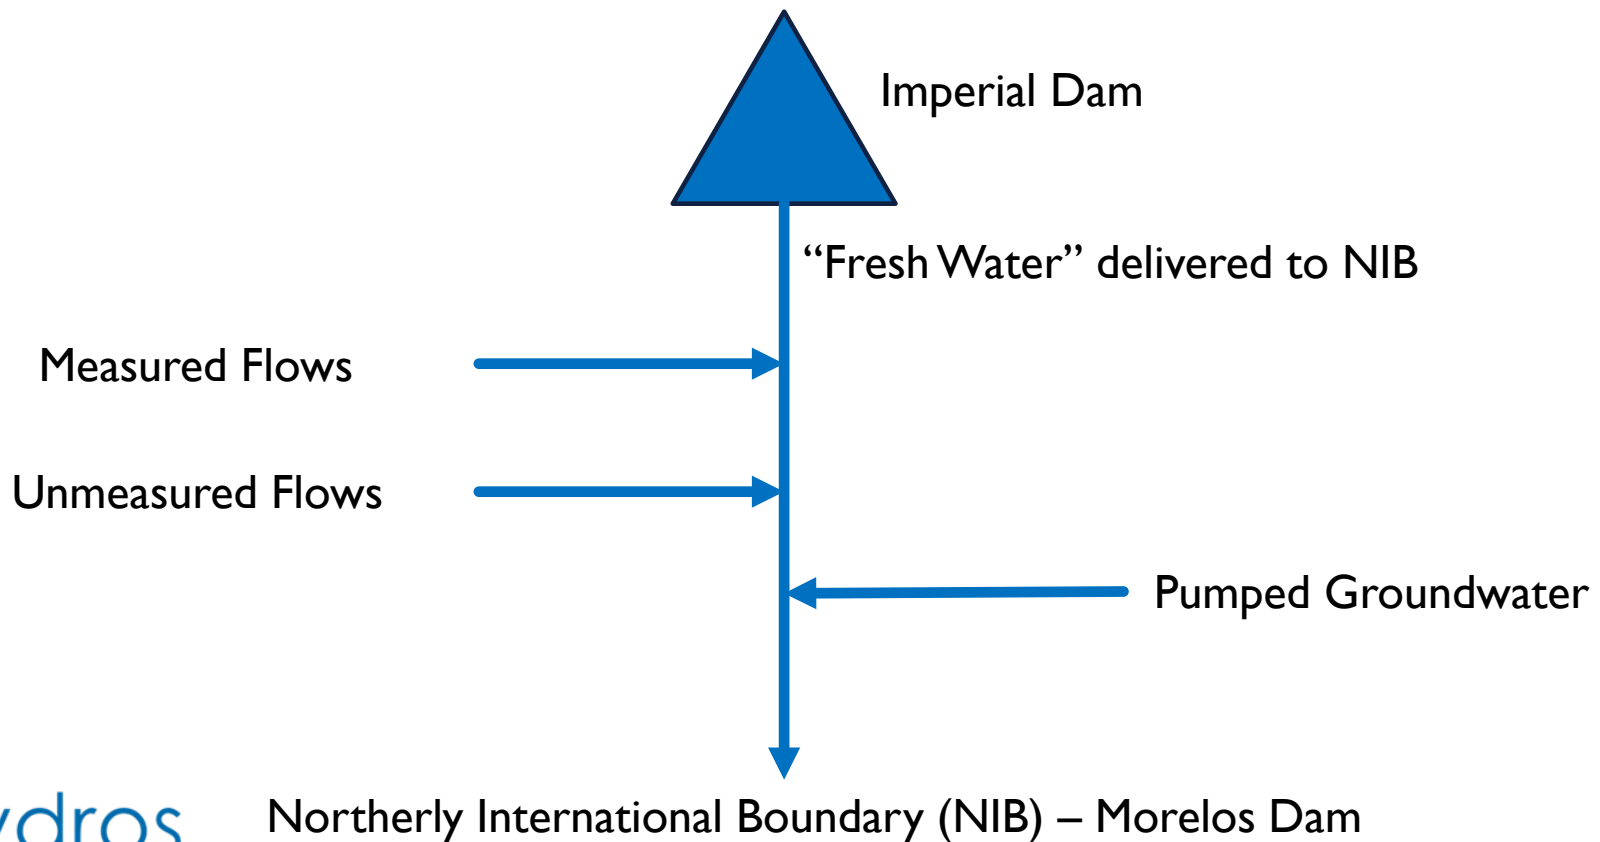 Imperial Dam
“Fresh Water” delivered to NIB
Measured Flows
Unmeasured Flows
Pumped Groundwater
Northerly International Boundary (NIB) – Morelos Dam